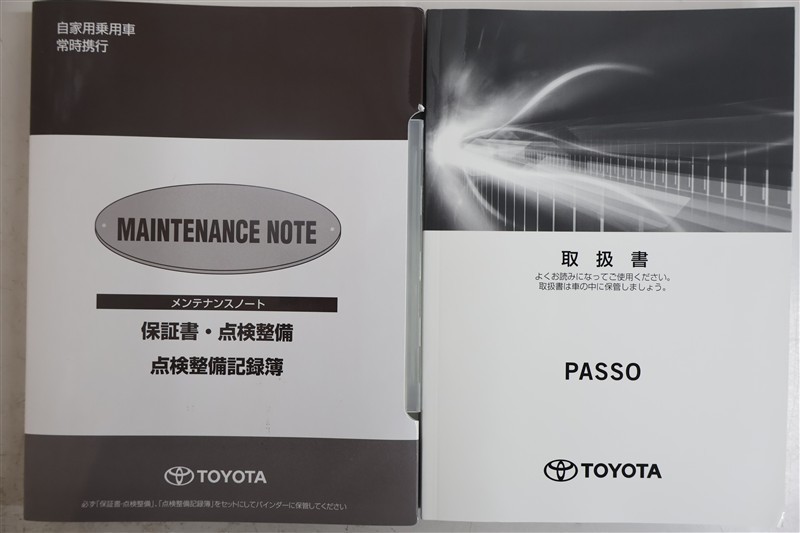 自家用乗用車
常時携行
MAINTENANCE NOTE
メンテナンスノート
保証書・点検整備
点検整備記録簿
TOYOTA
必ず「保証書・点検整備」、「点検整備記録簿」をセットにしてバインダーに保管してください
取扱書
よくお読みになってご使用ください。
取扱書は車の中に保管しましょう。
PASSO
TOYOTA